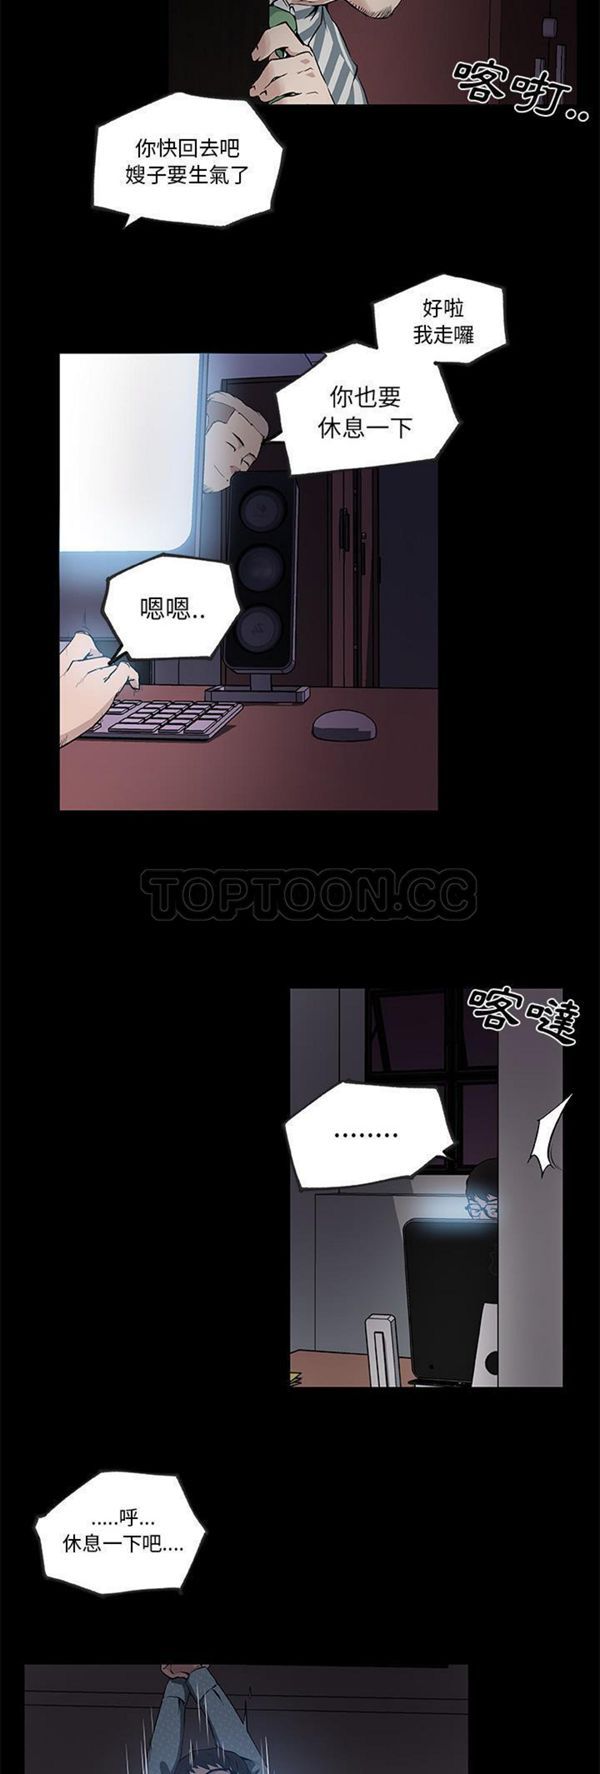 喀啲..
你快回去吧
嫂子要生氣了
好啦
我走囉
你也要
休息一下
嗯嗯..
TOPTOON.CC
喀噠
........
.....呼...
休息一下吧....